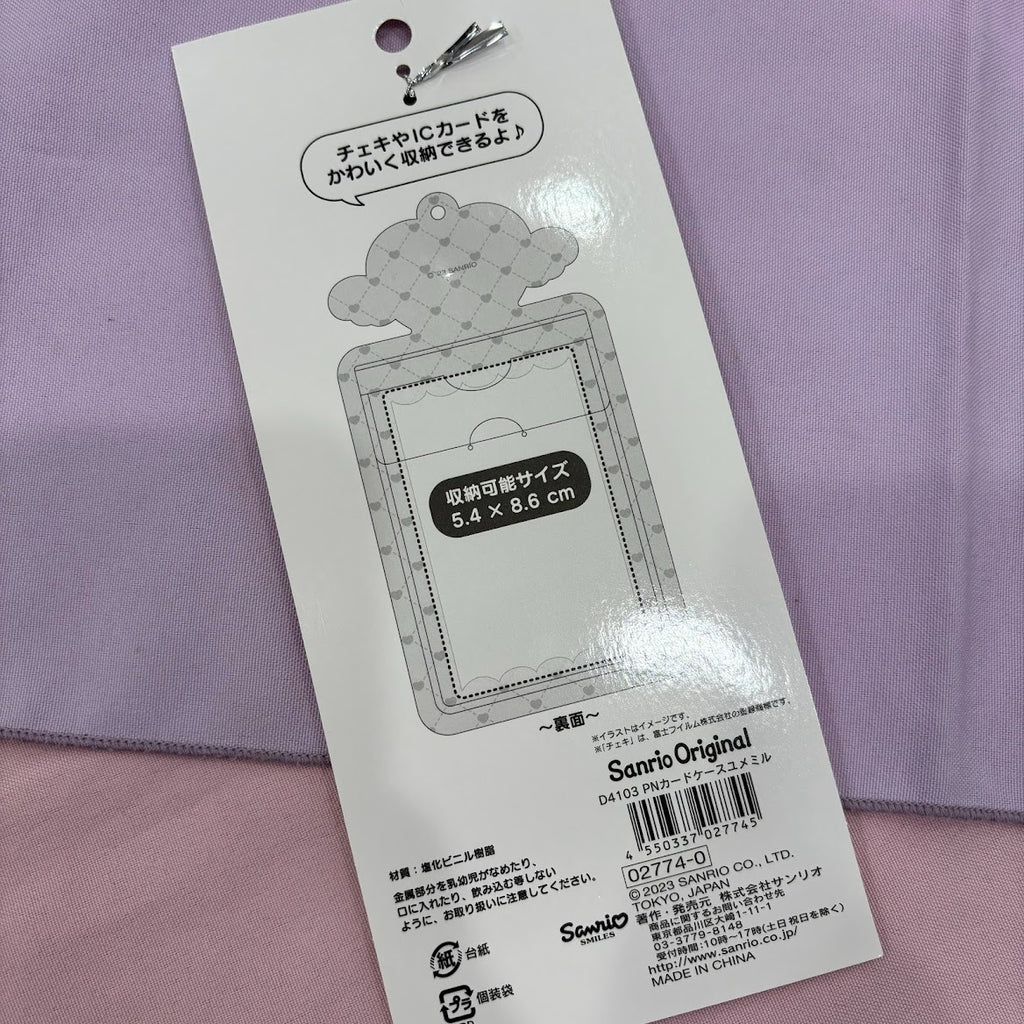 チェキやICカードを
かわいく収納できるよ♪
© '23 SANRIO
収納可能サイズ
5.4 × 8.6 cm
〜裏面〜
※イラストはイメージです。
※「チェキ」は、富士フイルム株式会社の登録商標です。
Sanrio Original
D4103 PNカードケースユメミル
4 550337 027745
02774-0
© 2023 SANRIO CO., LTD.
TOKYO, JAPAN
著作・発売元 株式会社サンリオ
商品に関するお問い合わせ先
東京都品川区大崎1-11-1
03-3779-8148
受付時間：10時〜17時(土日祝日を除く)
http://www.sanrio.co.jp/
MADE IN CHINA
材質：塩化ビニル樹脂
金属部分を乳幼児がなめたり、
口に入れたり、飲み込む等しない
ように、お取り扱いに注意してください。
Sanrio
SMILES
紙 台紙
プラ 個装袋